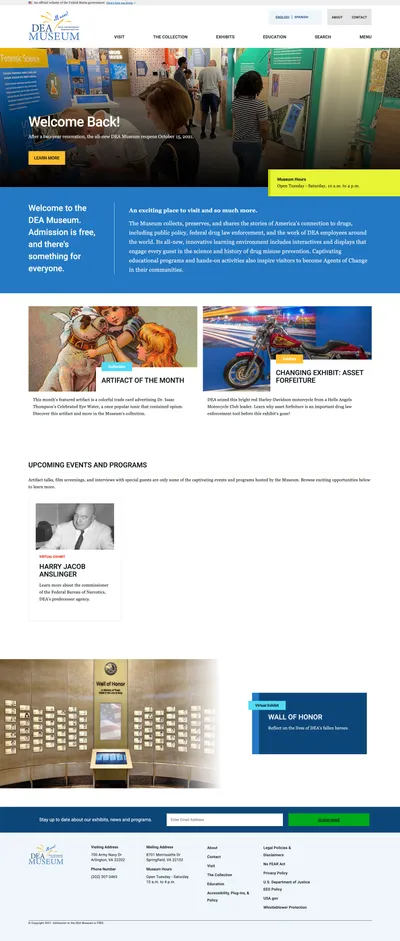 An official website of the United States government
DEA
MUSEUM
ENGLISH
SPANISH
ABOUT
CONTACT
VISIT
THE COLLECTION
EXHIBITS
EDUCATION
SEARCH
MENU
Forensic Science
Welcome Back!
After a two-year renovation, the all-new DEA Museum reopens October 15, 2021.
LEARN MORE
Museum Hours
Open Tuesday - Saturday, 10 a.m. to 4 p.m.
Welcome to the
DEA Museum.
Admission is free,
and there's
something for
everyone.
An exciting place to visit and so much more.
The Museum collects, preserves, and shares the stories of America's connection to drugs,
including public policy, federal drug law enforcement, and the work of DEA employees around
the world. Its all-new, innovative learning environment includes interactives and displays that
engage every guest in the science and history of drug misuse prevention. Captivating
educational programs and hands-on activities also inspire visitors to become Agents of Change
in their communities.
ARTIFACT OF THE MONTH
This month's featured artifact is a colorful trade card advertising Dr. Isaac
Thompson's Celebrated Eye Water, a once popular tonic that contained opium.
Discover this artifact and more in the Museum's collection.
CHANGING EXHIBIT: ASSET
FORFEITURE
DEA seized this bright red Harley-Davidson motorcycle from a Hells Angels
Motorcycle Club leader. Learn why asset forfeiture is an important drug law
enforcement tool before this exhibit's gone!
UPCOMING EVENTS AND PROGRAMS
Artifact talks, film screenings, and interviews with special guests are only some of the captivating events and programs hosted by the Museum. Browse exciting opportunities below
to learn more.
VIRTUAL EXHIBIT
HARRY JACOB
ANSLINGER
Learn more about the commissioner
of the Federal Bureau of Narcotics,
DEA's predecessor agency.
Wall of Honor
Virtual Exhibit
WALL OF HONOR
Reflect on the lives of DEA's fallen heroes.
Stay up to date about our exhibits, news and programs.
Enter Email Address
SUBSCRIBE
DEA
MUSEUM
Visiting Address
700 Army Navy Dr
Arlington, VA 22202
Phone Number
(202) 307-3463
Mailing Address
8701 Morrissette Dr
Springfield, VA 22152
Museum Hours
Open Tuesday - Saturday
10 a.m. to 4 p.m.
About
Contact
Visit
The Collection
Education
Accessibility, Plug-ins, &
Policy
Legal Policies &
Disclaimers
No FEAR Act
Privacy Policy
U.S. Department of Justice
EEO Policy
USA.gov
Whistleblower Protection